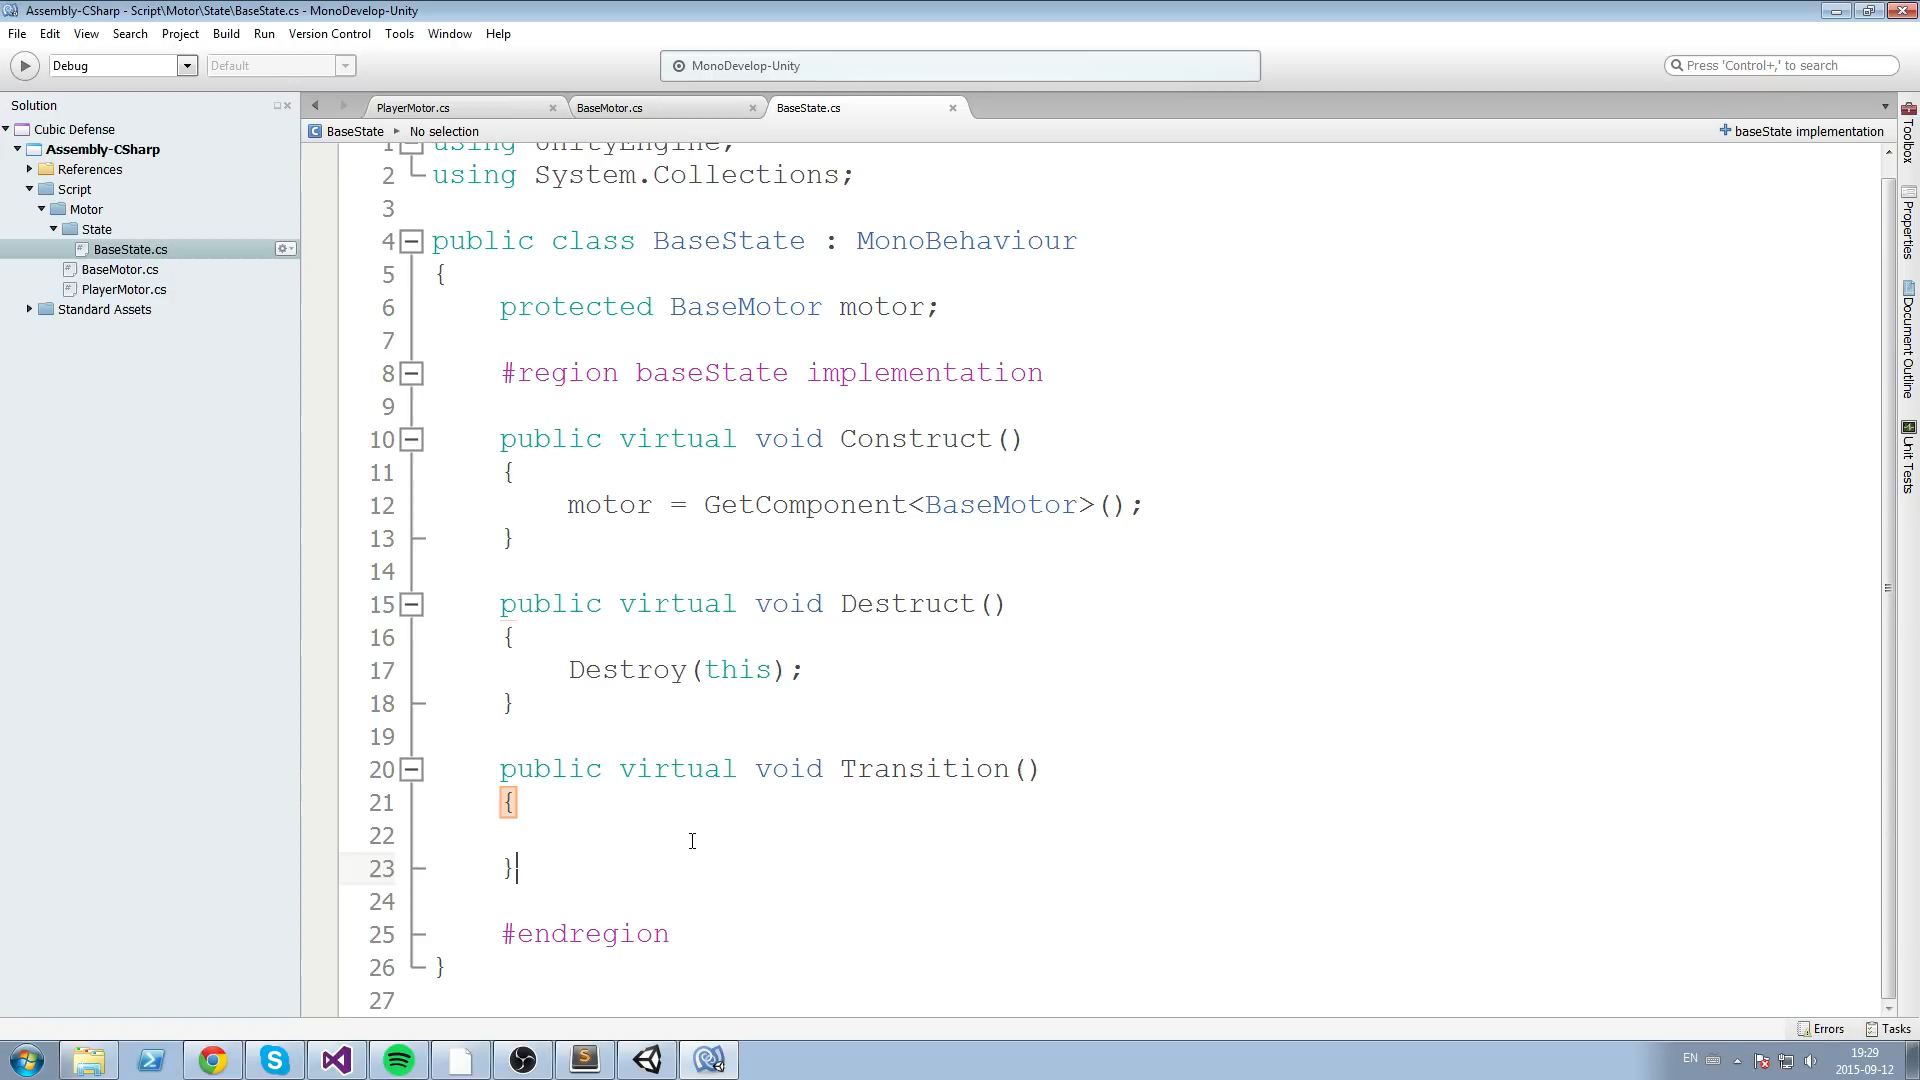 Assembly-CSharp - Script\Motor\State\BaseState.cs - MonoDevelop-Unity
File Edit View Search Project Build Run Version Control Tools Window Help
Debug Default MonoDevelop-Unity Press 'Control+,' to search
Solution
Cubic Defense
Assembly-CSharp
References
Script
Motor
State
BaseState.cs
BaseMotor.cs
PlayerMotor.cs
Standard Assets
PlayerMotor.cs BaseMotor.cs BaseState.cs
BaseState No selection baseState implementation
1 using UnityEngine;
2 using System.Collections;
3
4 public class BaseState : MonoBehaviour
5 {
6 protected BaseMotor motor;
7
8 #region baseState implementation
9
10 public virtual void Construct()
11 {
12 motor = GetComponent<BaseMotor>();
13 }
14
15 public virtual void Destruct()
16 {
17 Destroy(this);
18 }
19
20 public virtual void Transition()
21 {
22
23 }
24
25 #endregion
26 }
27
Toolbox
Properties
Document Outline
Unit Tests
Errors Tasks
EN
19:29
2015-09-12